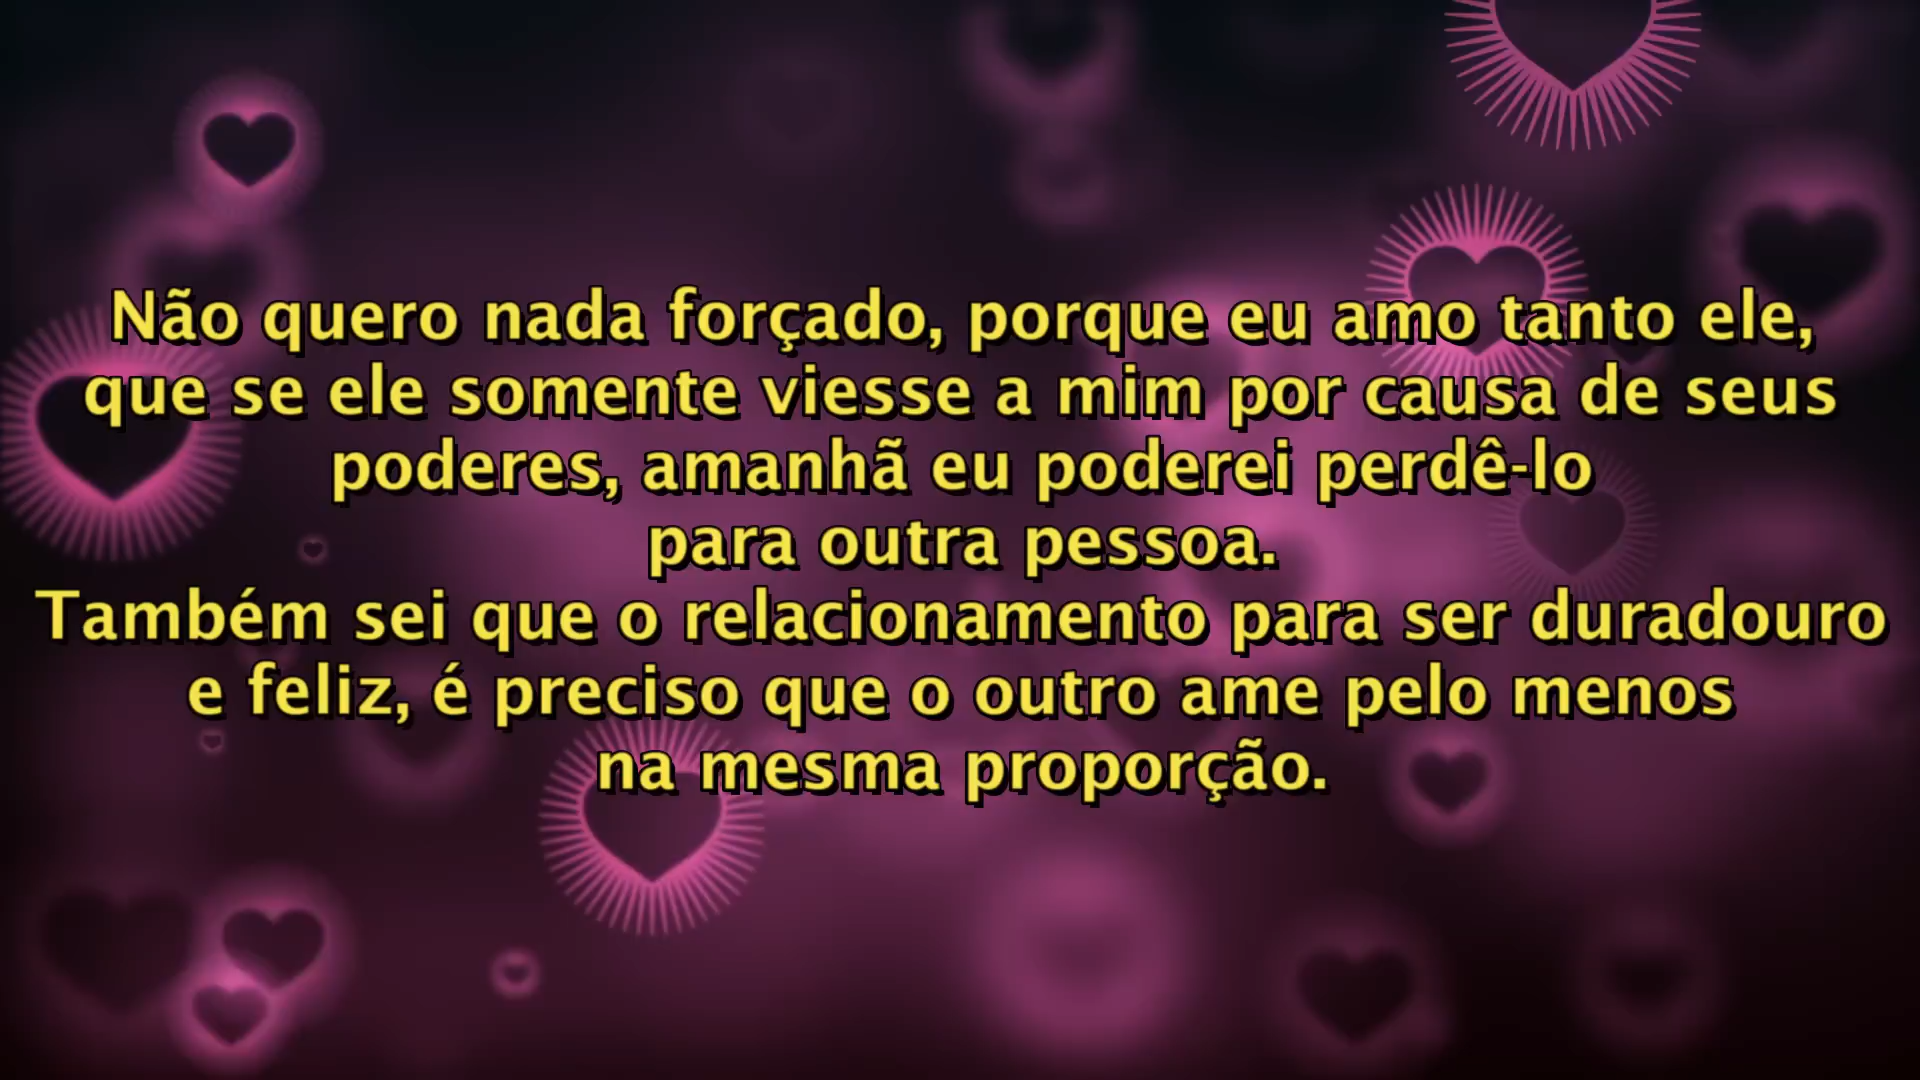 Não quero nada forçado, porque eu amo tanto ele,
que se ele somente viesse a mim por causa de seus
poderes, amanhã eu poderei perdê-lo
para outra pessoa.
Também sei que o relacionamento para ser duradouro
e feliz, é preciso que o outro ame pelo menos
na mesma proporção.